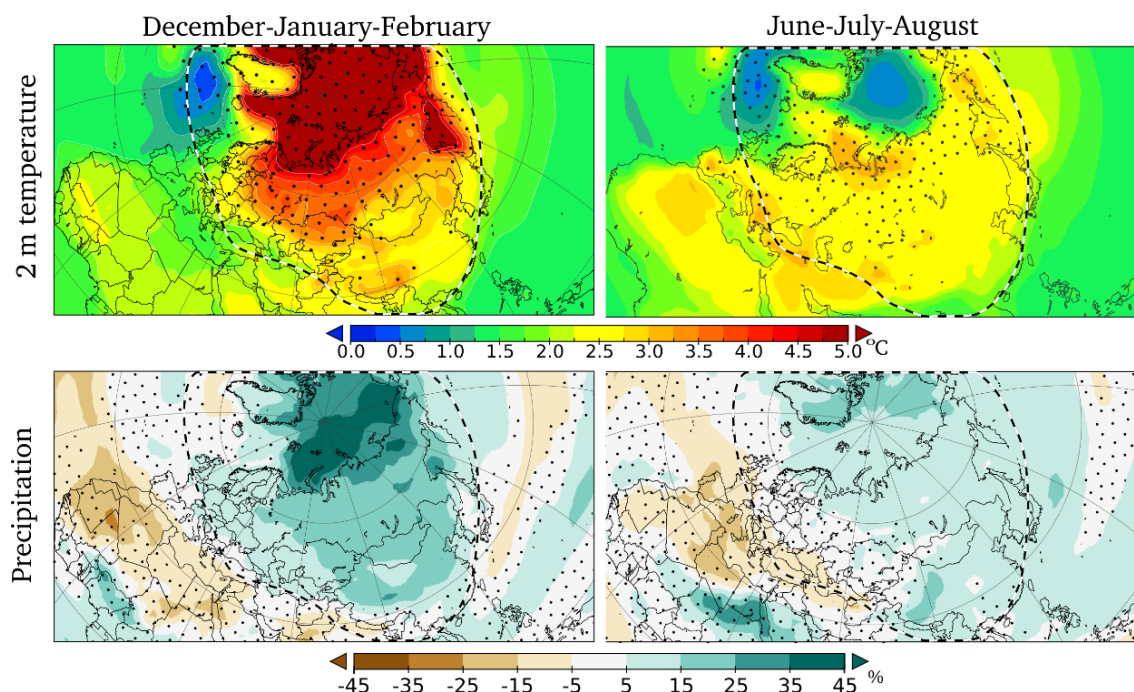 December-January-February
June-July-August
2 m temperature
0.0 0.5 1.0 1.5 2.0 2.5 3.0 3.5 4.0 4.5 5.0 °C
Precipitation
-45 -35 -25 -15 -5 5 15 25 35 45 %